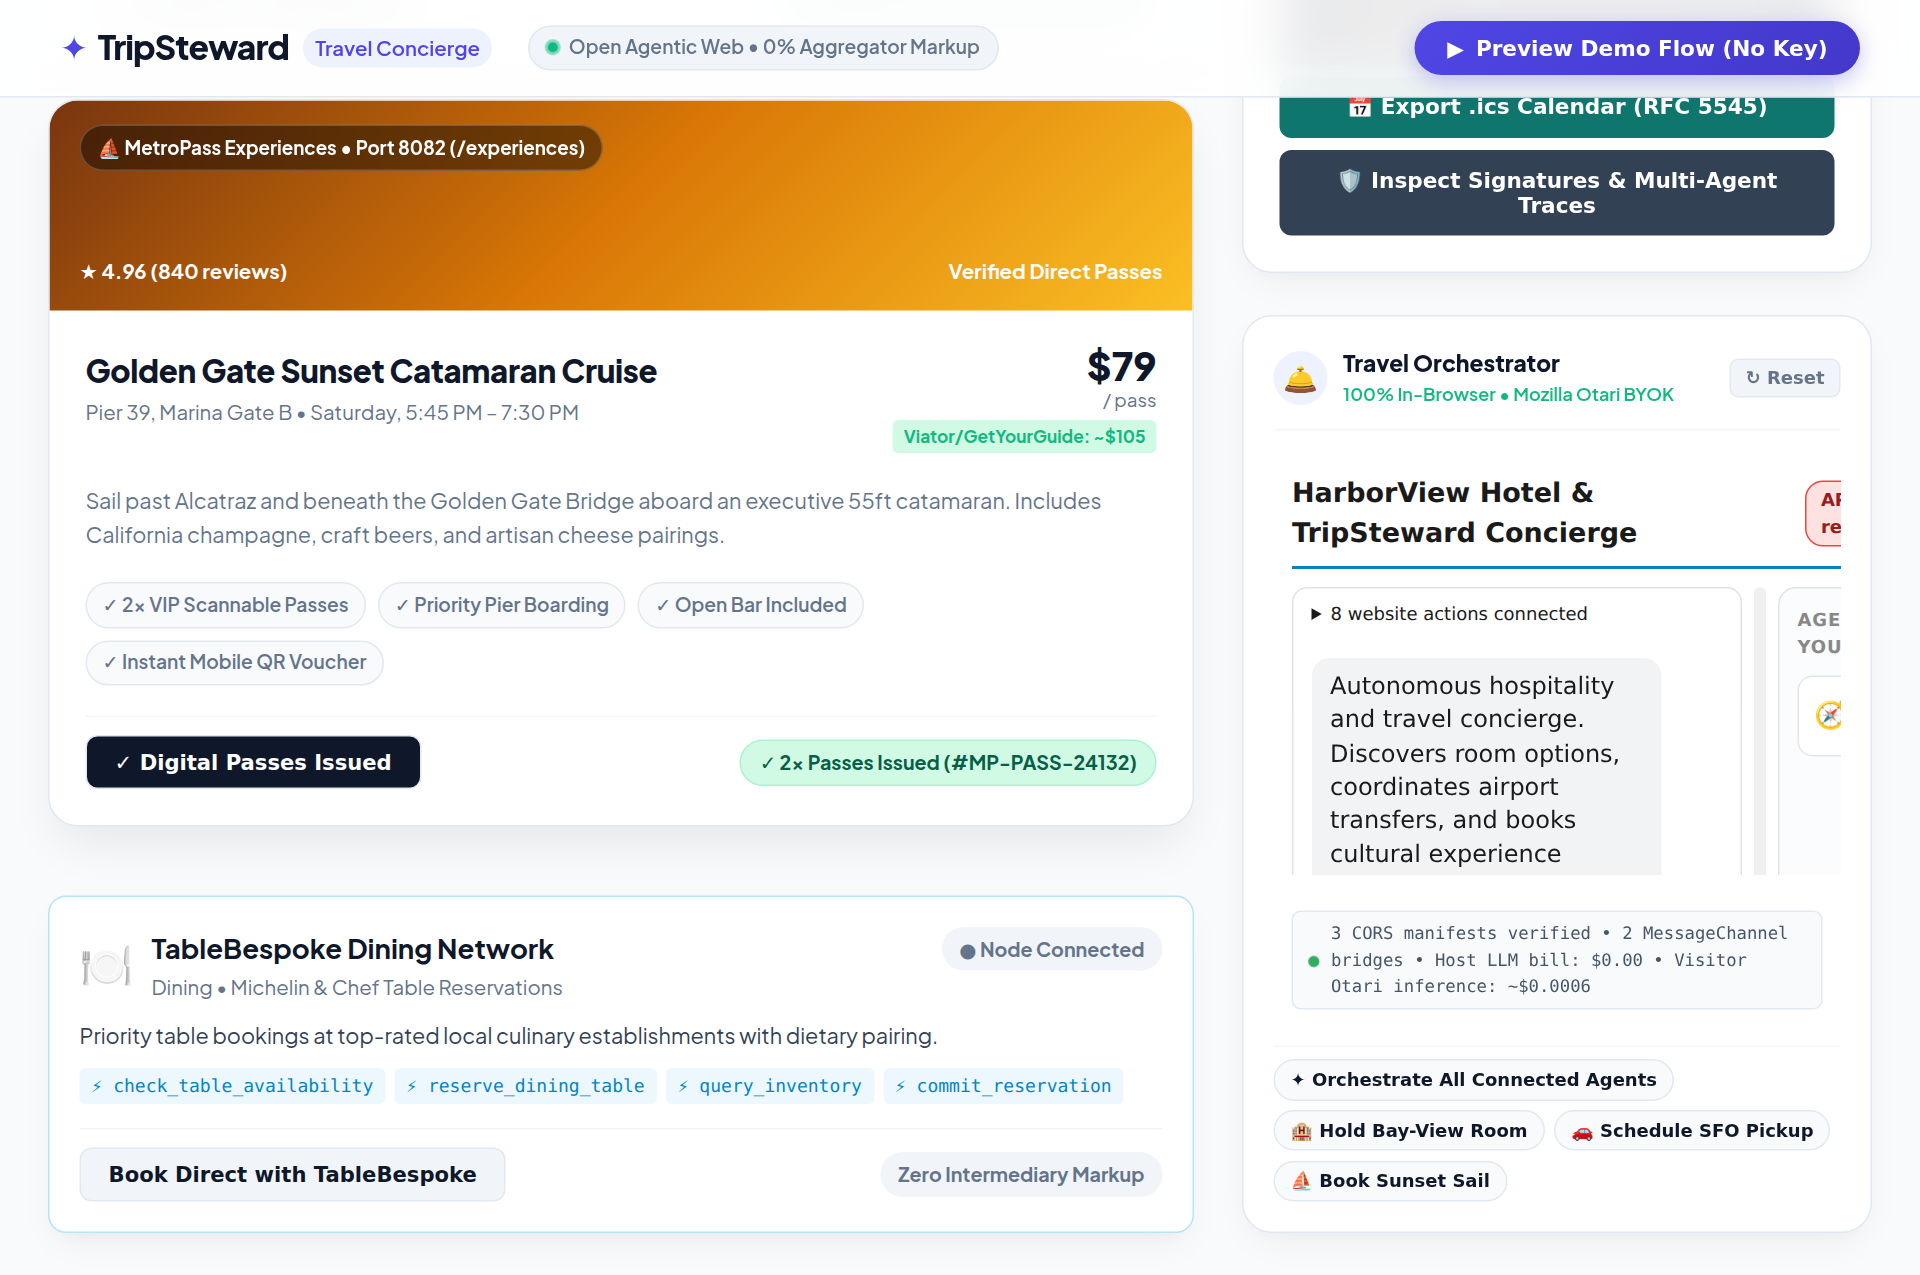 ✦ TripSteward Travel Concierge
Open Agentic Web • 0% Aggregator Markup
▶ Preview Demo Flow (No Key)
⛵ MetroPass Experiences • Port 8082 (/experiences)
★ 4.96 (840 reviews)
Verified Direct Passes
Golden Gate Sunset Catamaran Cruise
Pier 39, Marina Gate B • Saturday, 5:45 PM – 7:30 PM
$79
/ pass
Viator/GetYourGuide: ~$105
Sail past Alcatraz and beneath the Golden Gate Bridge aboard an executive 55ft catamaran. Includes
California champagne, craft beers, and artisan cheese pairings.
✓ 2x VIP Scannable Passes
✓ Priority Pier Boarding
✓ Open Bar Included
✓ Instant Mobile QR Voucher
✓ Digital Passes Issued
✓ 2x Passes Issued (#MP-PASS-24132)
🍽️ TableBespoke Dining Network
Dining • Michelin & Chef Table Reservations
● Node Connected
Priority table bookings at top-rated local culinary establishments with dietary pairing.
⚡ check_table_availability
⚡ reserve_dining_table
⚡ query_inventory
⚡ commit_reservation
Book Direct with TableBespoke
Zero Intermediary Markup
📅 Export .ics Calendar (RFC 5545)
🛡️ Inspect Signatures & Multi-Agent
Traces
Travel Orchestrator
100% In-Browser • Mozilla Otari BYOK
↻ Reset
HarborView Hotel &
TripSteward Concierge
re
▶ 8 website actions connected
AGE
YOU
Autonomous hospitality
and travel concierge.
Discovers room options,
coordinates airport
transfers, and books
cultural experience
3 CORS manifests verified • 2 MessageChannel
bridges • Host LLM bill: $0.00 • Visitor
Otari inference: ~$0.0006
✦ Orchestrate All Connected Agents
🏨 Hold Bay-View Room
🚗 Schedule SFO Pickup
⛵ Book Sunset Sail